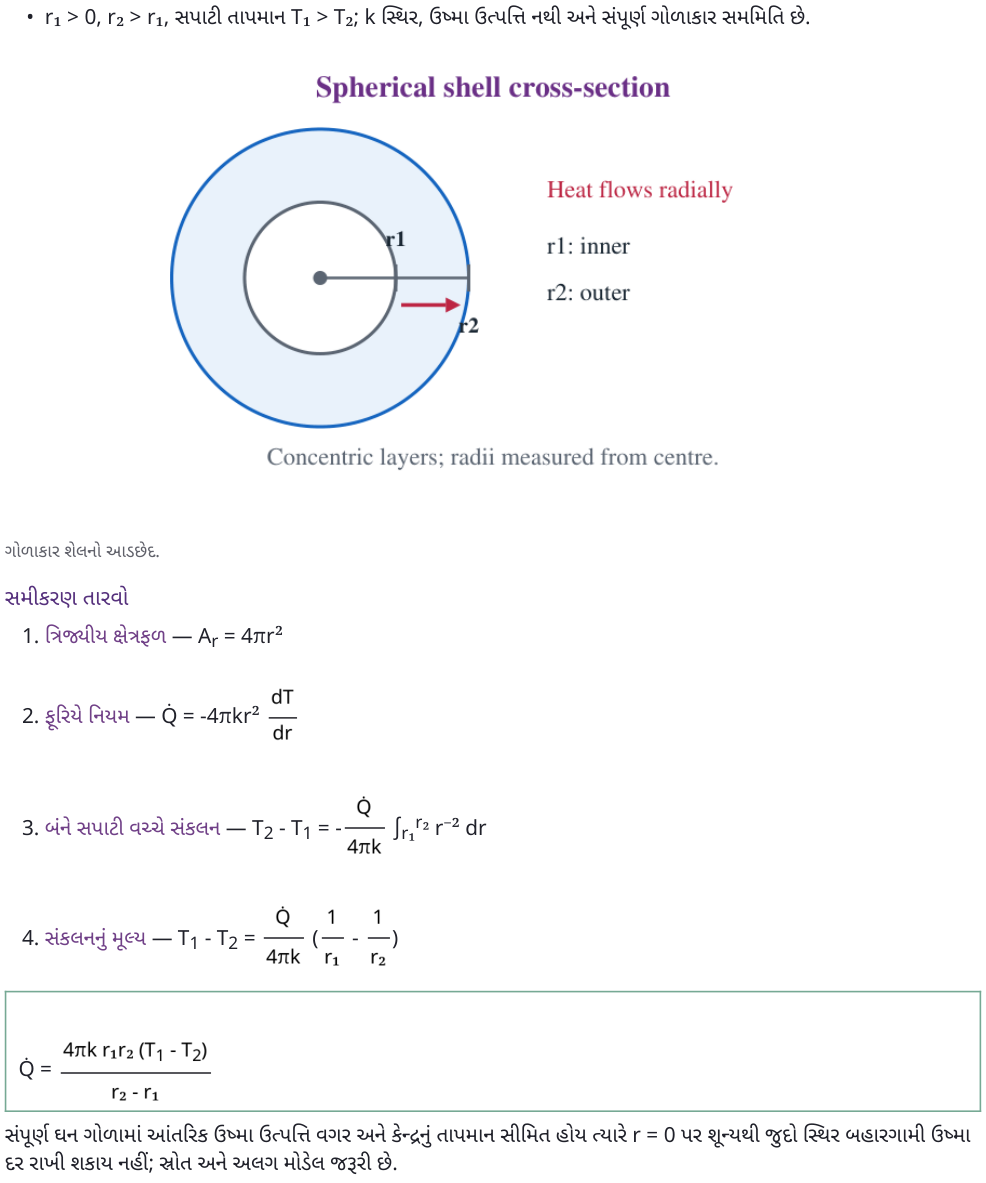 • r₁ > 0, r₂ > r₁, સપાટી તાપમાન T₁ > T₂; k સ્થિર, ઉષ્મા ઉત્પત્તિ નથી અને સંપૂર્ણ ગોળાકાર સમમિતિ છે.
Spherical shell cross-section
Heat flows radially
r1
r1: inner
r2: outer
r2
Concentric layers; radii measured from centre.
ગોળાકાર શેલનો આડછેદ.
સમીકરણ તારવો
1. ત્રિજ્યીય ક્ષેત્રફળ — Aᵣ = 4πr²
2. ફૂરિયે નિયમ — Q̇ = -4πkr² dT/dr
3. બંને સપાટી વચ્ચે સંકલન — T₂ - T₁ = -Q̇/4πk ∫r₁^r₂ r⁻² dr
4. સંકલનનું મૂલ્ય — T₁ - T₂ = Q̇/4πk (1/r₁ - 1/r₂)
Q̇ = 4πk r₁r₂ (T₁ - T₂) / r₂ - r₁
સંપૂર્ણ ઘન ગોળામાં આંતરિક ઉષ્મા ઉત્પત્તિ વગર અને કેન્દ્રનું તાપમાન સીમિત હોય ત્યારે r = 0 પર શૂન્યથી જુદો સ્થિર બહારગામી ઉષ્મા
દર રાખી શકાય નહીં; સ્રોત અને અલગ મોડેલ જરૂરી છે.